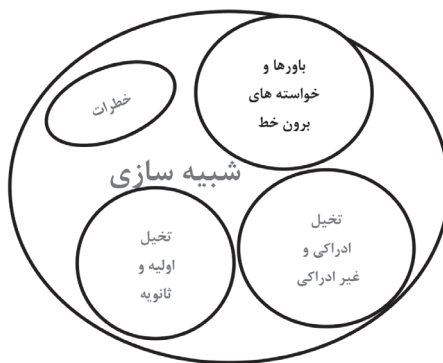 باورها و
خواسته های
برون خط
خطرات
شبیه سازی
تخیل
ادراکی و
غیر ادراکی
تخیل
اولیه و
ثانویه